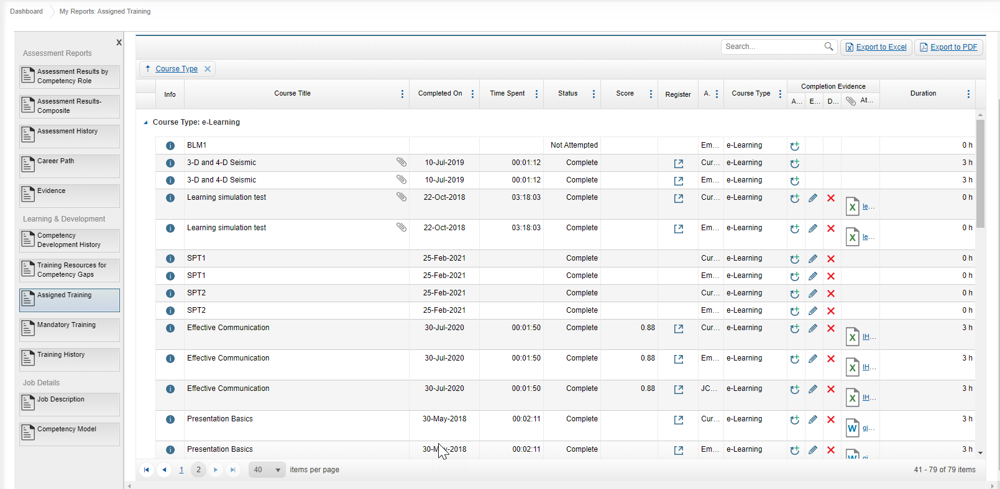 Dashboard My Reports: Assigned Training
X
Assessment Reports
Assessment Results by
Competency Role
Assessment Results-
Composite
Assessment History
Career Path
Evidence
Learning & Development
Competency
Development History
Training Resources for
Competency Gaps
Assigned Training
Mandatory Training
Training History
Job Details
Job Description
Competency Model
Search... Export to Excel Export to PDF
Course Type
Info Course Title Completed On Time Spent Status Score Register A. Course Type Completion Evidence Duration
A... E... D... At...
Course Type: e-Learning
BLM1 Not Attempted Em... e-Learning 0 h
3-D and 4-D Seismic 10-Jul-2019 00:01:12 Complete Cur... e-Learning 3 h
3-D and 4-D Seismic 10-Jul-2019 00:01:12 Complete Em... e-Learning 3 h
Learning simulation test 22-Oct-2018 03:18:03 Complete Cur... e-Learning le... 0 h
Learning simulation test 22-Oct-2018 03:18:03 Complete Em... e-Learning le... 0 h
SPT1 25-Feb-2021 Complete Cur... e-Learning 0 h
SPT1 25-Feb-2021 Complete Em... e-Learning 0 h
SPT2 25-Feb-2021 Complete Cur... e-Learning 0 h
SPT2 25-Feb-2021 Complete Em... e-Learning 0 h
Effective Communication 30-Jul-2020 00:01:50 Complete 0.88 Cur... e-Learning IH... 3 h
Effective Communication 30-Jul-2020 00:01:50 Complete 0.88 Em... e-Learning IH... 3 h
Effective Communication 30-Jul-2020 00:01:50 Complete 0.88 JC... e-Learning IH... 3 h
Presentation Basics 30-May-2018 00:02:11 Complete Cur... e-Learning gi... 3 h
Presentation Basics 30-May-2018 00:02:11 Complete Em... e-Learning gi... 3 h
1 2 40 items per page 41 - 79 of 79 items